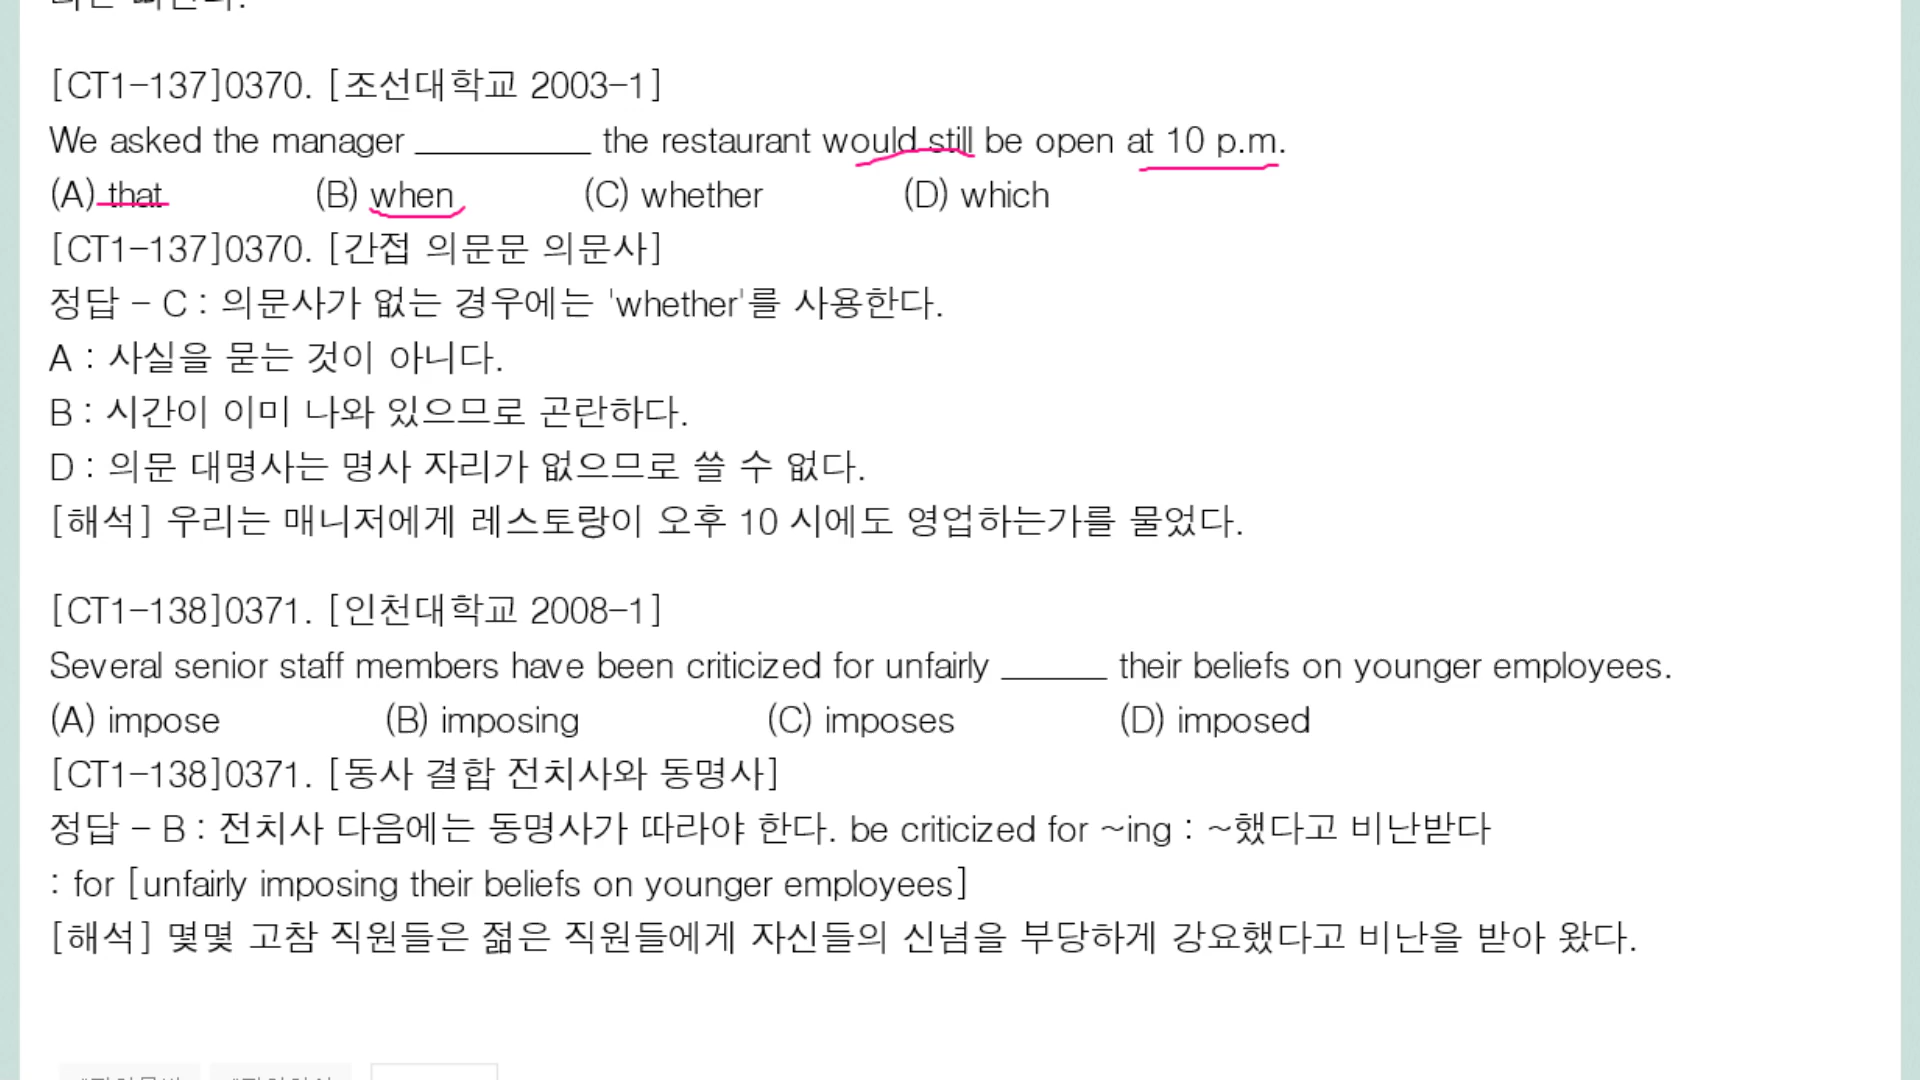 [CT1-137]0370. [조선대학교 2003-1]
We asked the manager __________ the restaurant would still be open at 10 p.m.
(A) that (B) when (C) whether (D) which
[CT1-137]0370. [간접 의문문 의문사]
정답 - C : 의문사가 없는 경우에는 'whether'를 사용한다.
A : 사실을 묻는 것이 아니다.
B : 시간이 이미 나와 있으므로 곤란하다.
D : 의문 대명사는 명사 자리가 없으므로 쓸 수 없다.
[해석] 우리는 매니저에게 레스토랑이 오후 10 시에도 영업하는가를 물었다.
[CT1-138]0371. [인천대학교 2008-1]
Several senior staff members have been criticized for unfairly ______ their beliefs on younger employees.
(A) impose (B) imposing (C) imposes (D) imposed
[CT1-138]0371. [동사 결합 전치사와 동명사]
정답 - B : 전치사 다음에는 동명사가 따라야 한다. be criticized for ~ing : ~했다고 비난받다
: for [unfairly imposing their beliefs on younger employees]
[해석] 몇몇 고참 직원들은 젊은 직원들에게 자신들의 신념을 부당하게 강요했다고 비난을 받아 왔다.